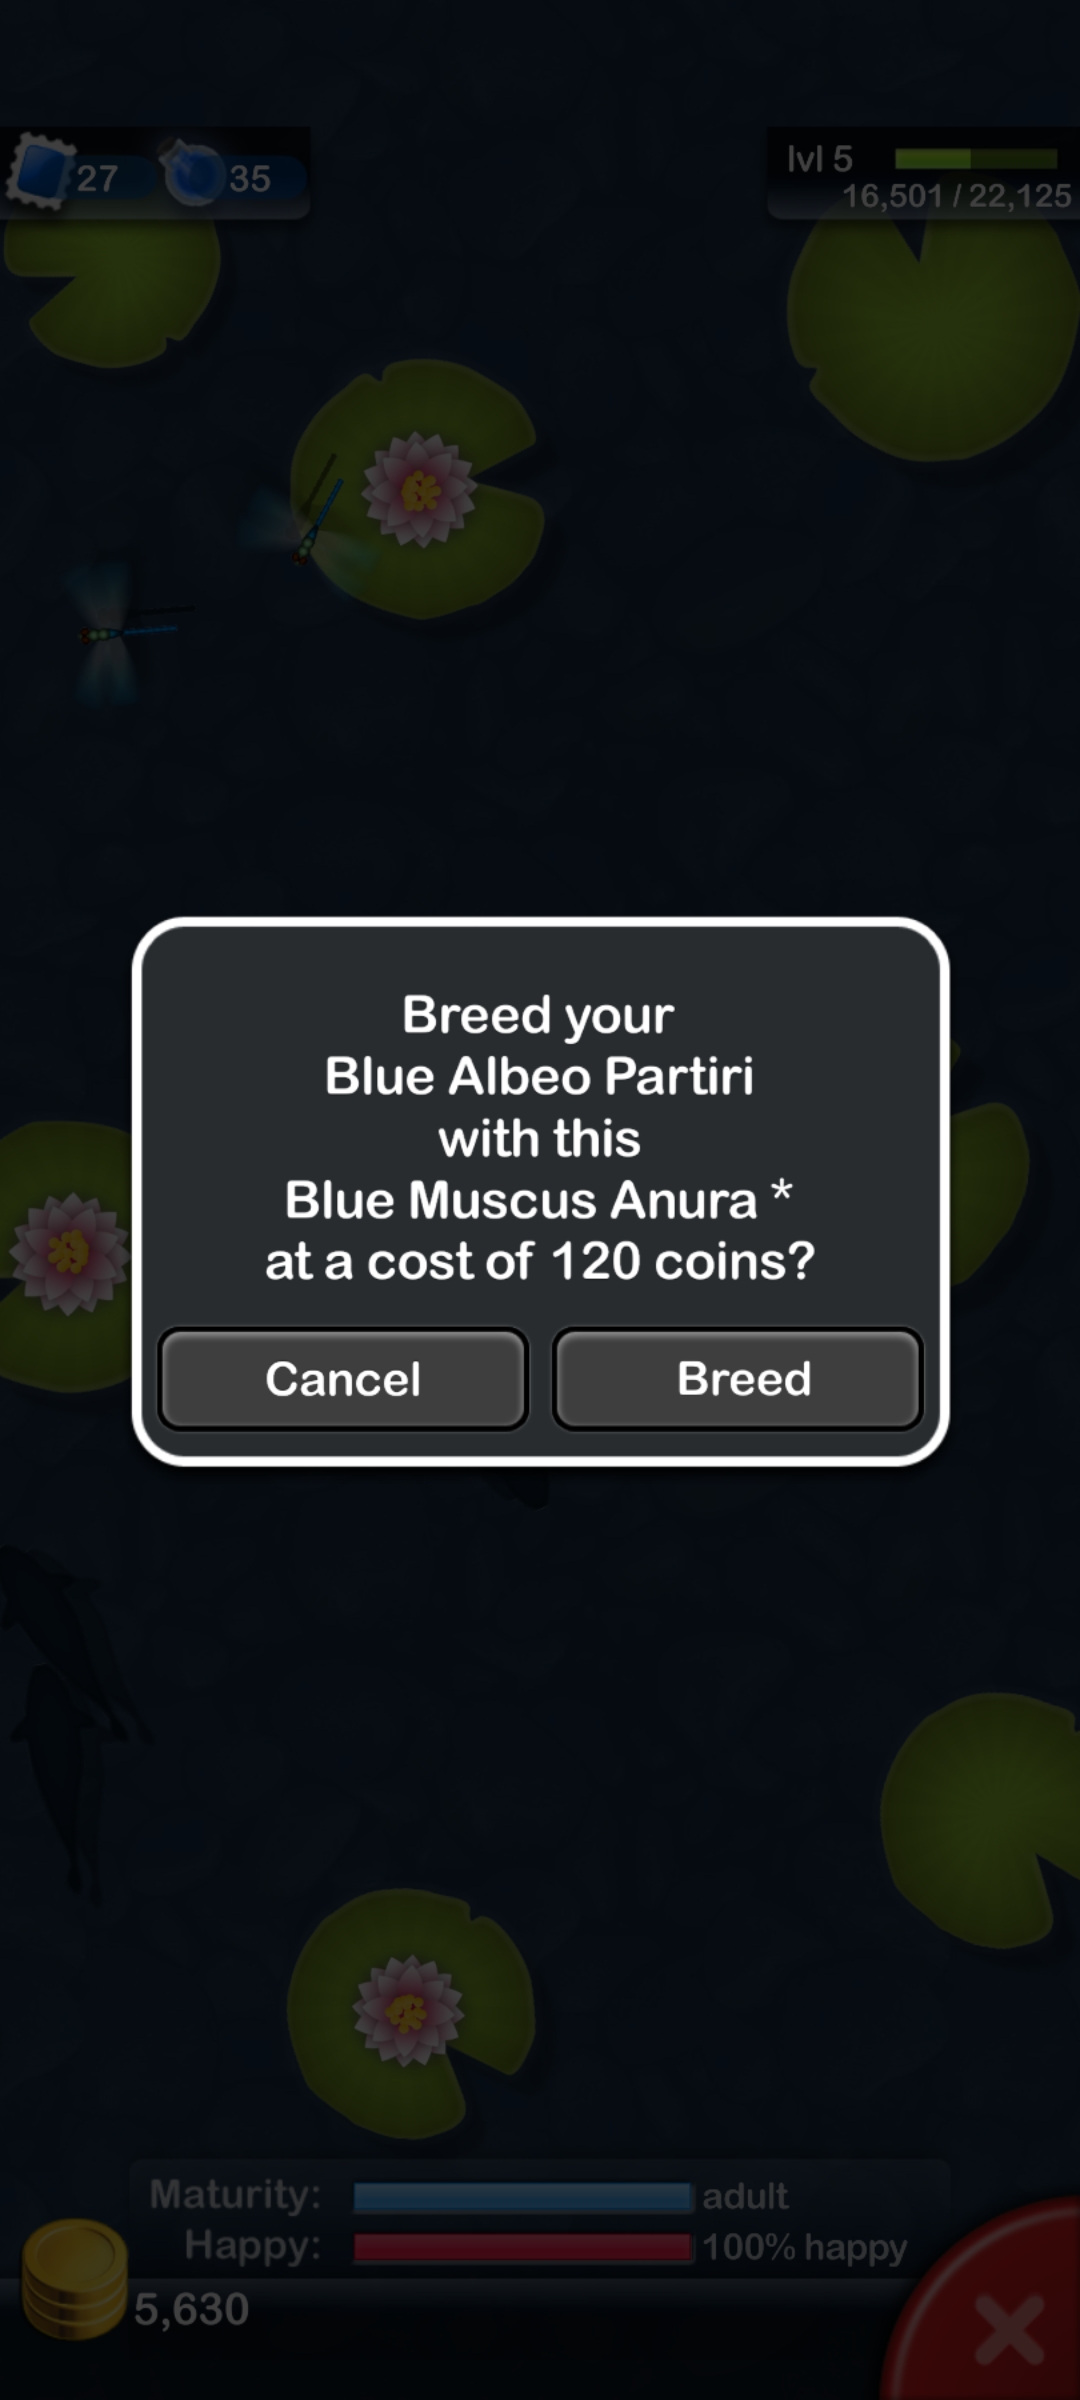 27 35
lvl 5
16,501 / 22,125
Breed your
Blue Albeo Partiri
with this
Blue Muscus Anura *
at a cost of 120 coins?
Cancel Breed
Maturity: adult
Happy: 100% happy
5,630